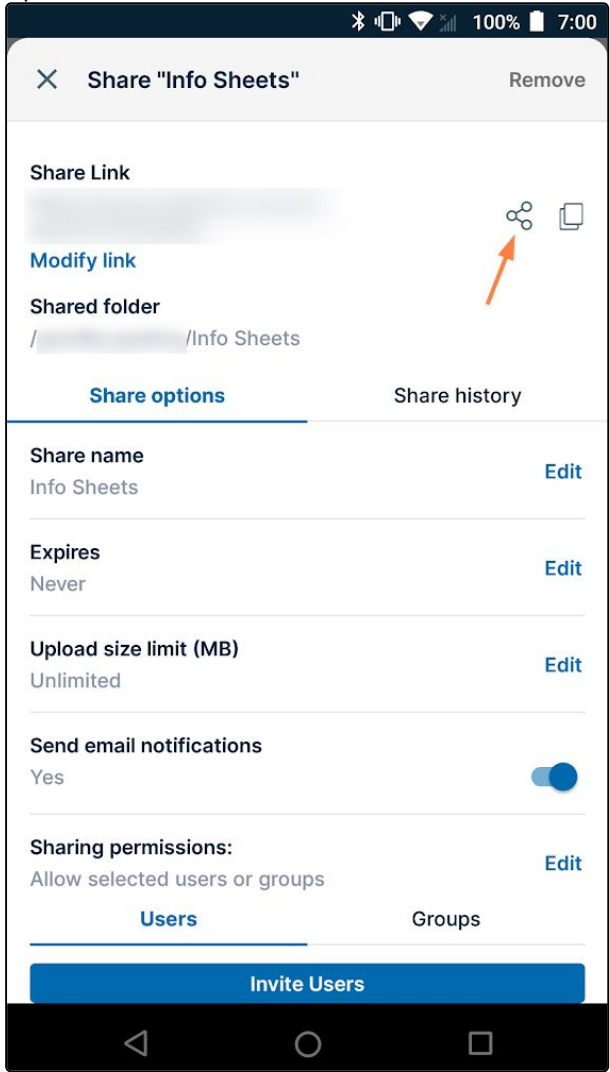 100% 7:00
Share "Info Sheets" Remove
Share Link
Modify link
Shared folder
/ /Info Sheets
Share options Share history
Share name
Edit
Info Sheets
Expires
Edit
Never
Upload size limit (MB)
Edit
Unlimited
Send email notifications
Yes
Sharing permissions:
Edit
Allow selected users or groups
Users Groups
Invite Users